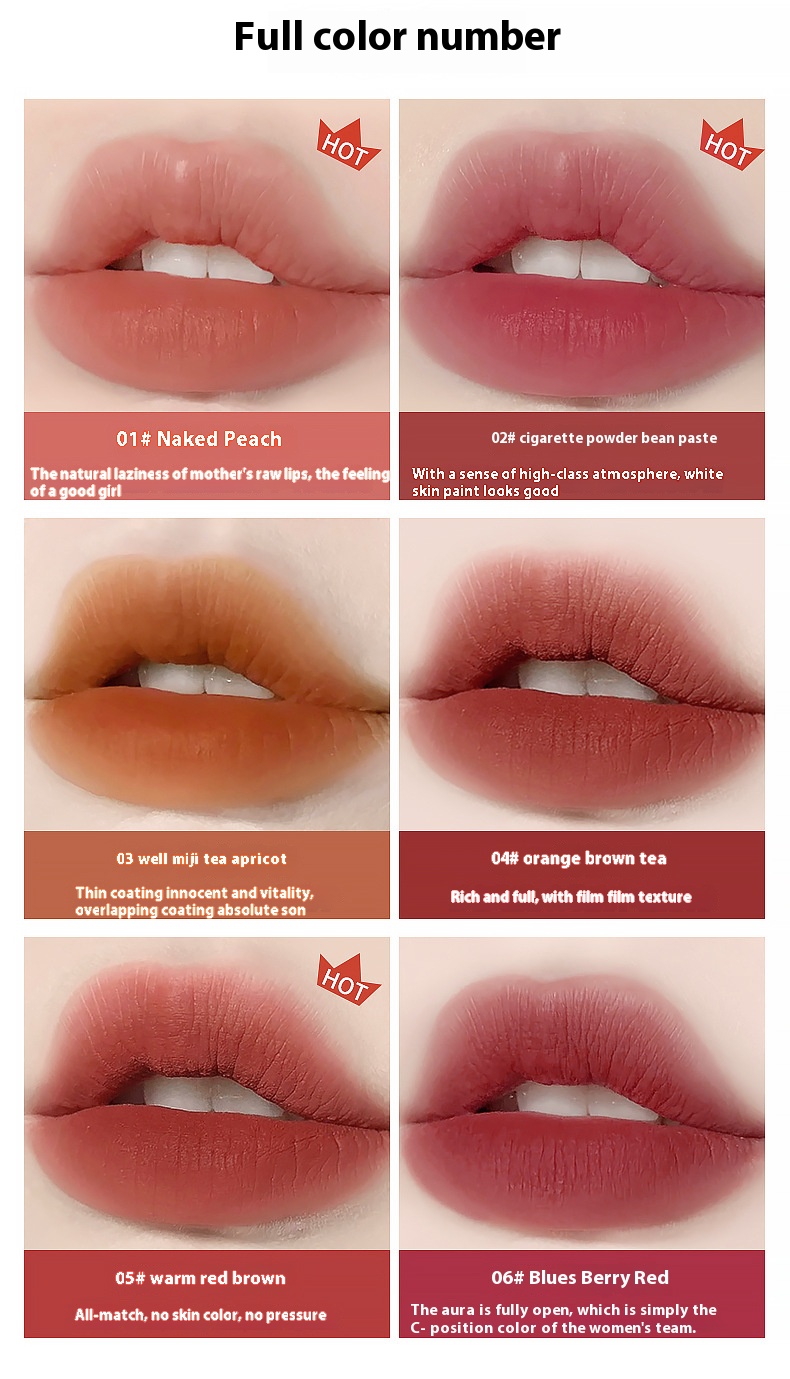 Full color number
HOT
HOT
01# Naked Peach
The natural laziness of mother's raw lips, the feeling
of a good girl
02# cigarette powder bean paste
With a sense of high-class atmosphere, white
skin paint looks good
03 well miji tea apricot
Thin coating innocent and vitality,
overlapping coating absolute son
04# orange brown tea
Rich and full, with film film texture
HOT
05# warm red brown
All-match, no skin color, no pressure
06# Blues Berry Red
The aura is fully open, which is simply the
C- position color of the women's team.